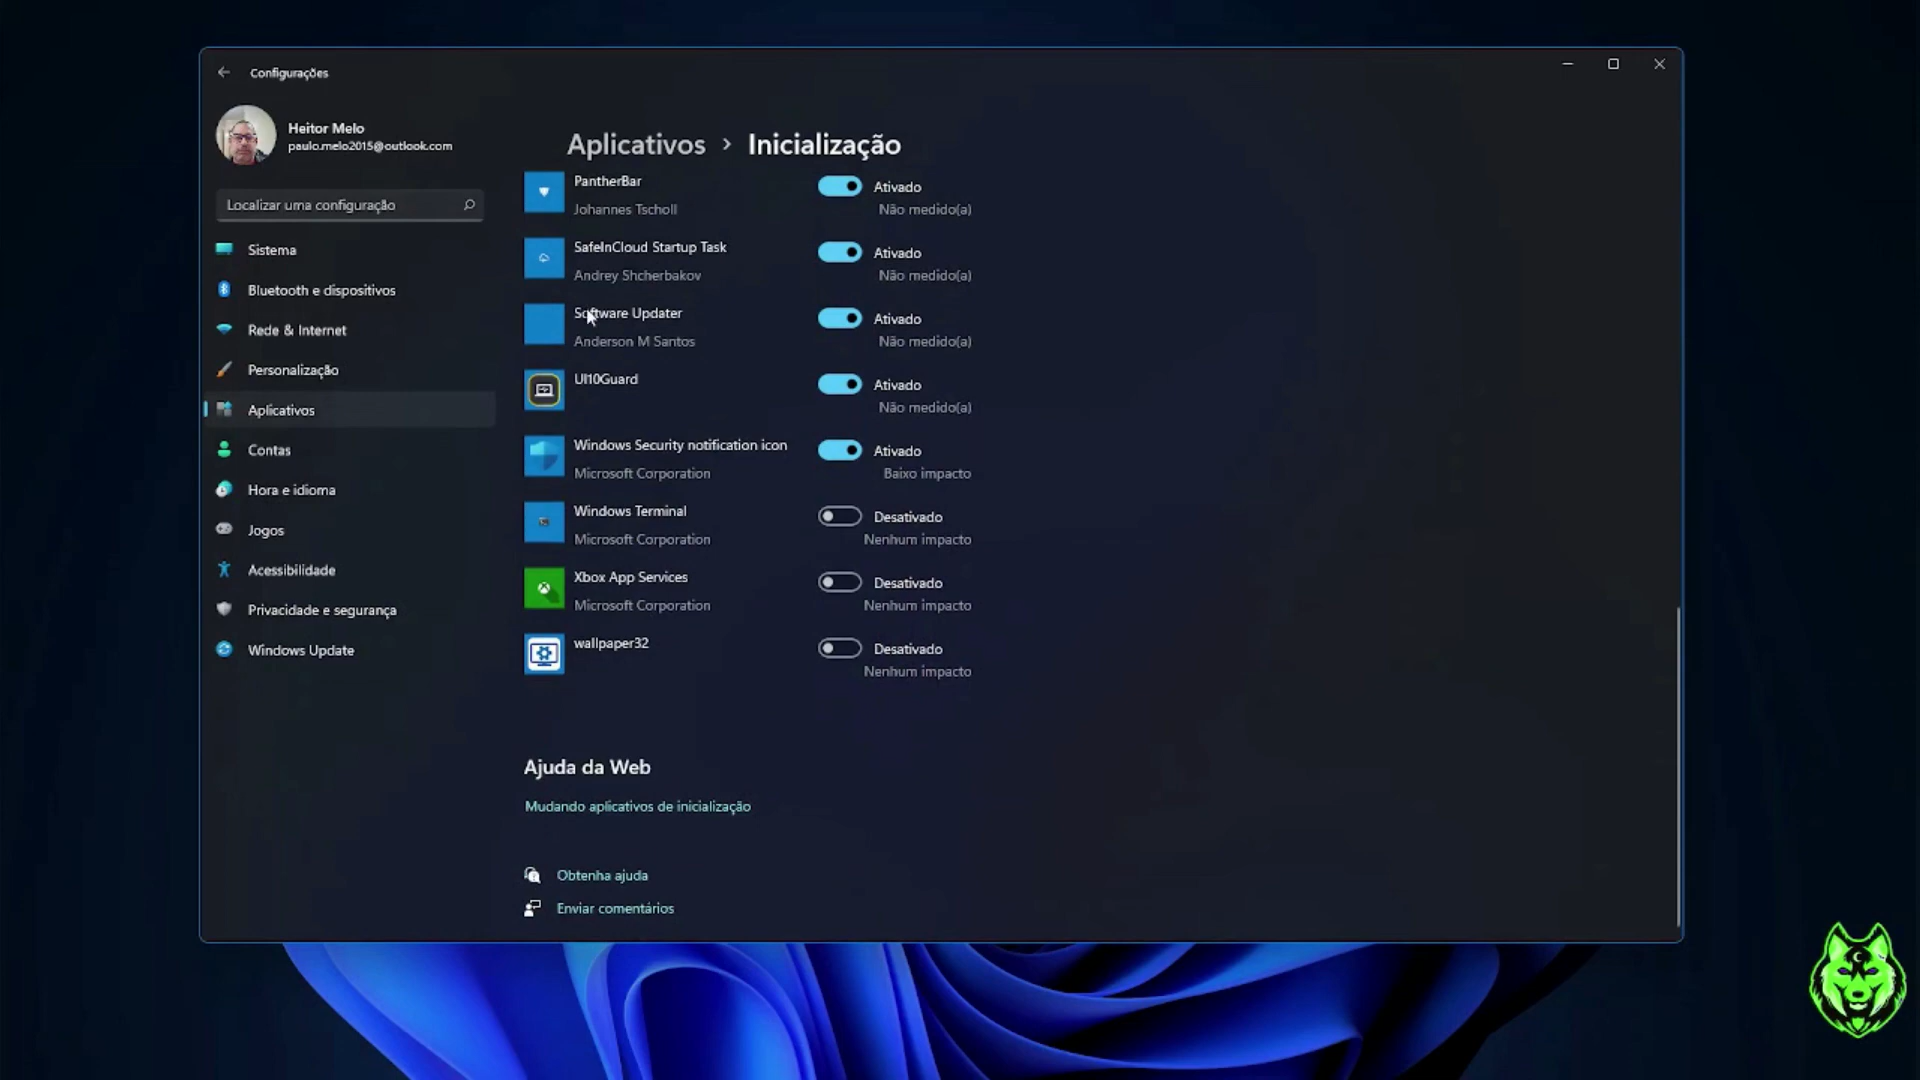 Configurações
Heitor Melo
paulo.melo2015@outlook.com
Localizar uma configuração
Sistema
Bluetooth e dispositivos
Rede & Internet
Personalização
Aplicativos
Contas
Hora e idioma
Jogos
Acessibilidade
Privacidade e segurança
Windows Update
Aplicativos > Inicialização
PantherBar
Johannes Tscholl
Ativado
Não medido(a)
SafeInCloud Startup Task
Andrey Shcherbakov
Ativado
Não medido(a)
Software Updater
Anderson M Santos
Ativado
Não medido(a)
UI10Guard
Ativado
Não medido(a)
Windows Security notification icon
Microsoft Corporation
Ativado
Baixo impacto
Windows Terminal
Microsoft Corporation
Desativado
Nenhum impacto
Xbox App Services
Microsoft Corporation
Desativado
Nenhum impacto
wallpaper32
Desativado
Nenhum impacto
Ajuda da Web
Mudando aplicativos de inicialização
Obtenha ajuda
Enviar comentários